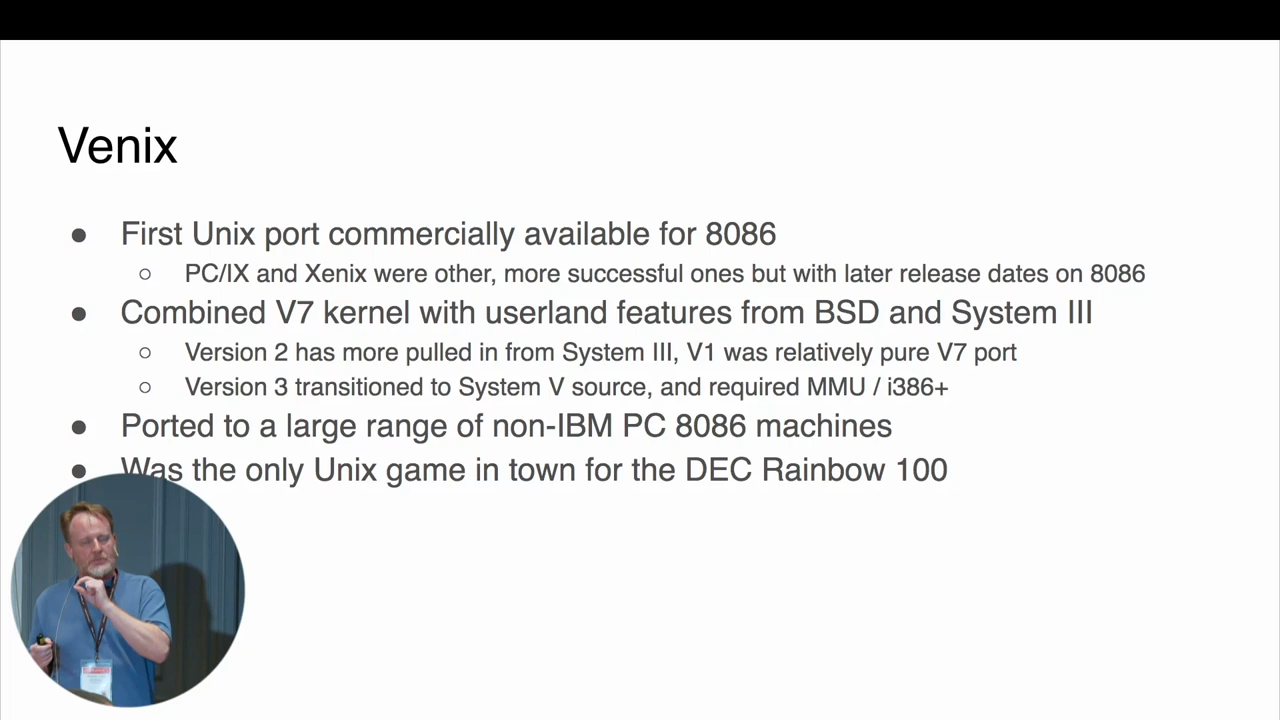 Venix
● First Unix port commercially available for 8086
○ PC/IX and Xenix were other, more successful ones but with later release dates on 8086
● Combined V7 kernel with userland features from BSD and System III
○ Version 2 has more pulled in from System III, V1 was relatively pure V7 port
○ Version 3 transitioned to System V source, and required MMU / i386+
● Ported to a large range of non-IBM PC 8086 machines
● Was the only Unix game in town for the DEC Rainbow 100